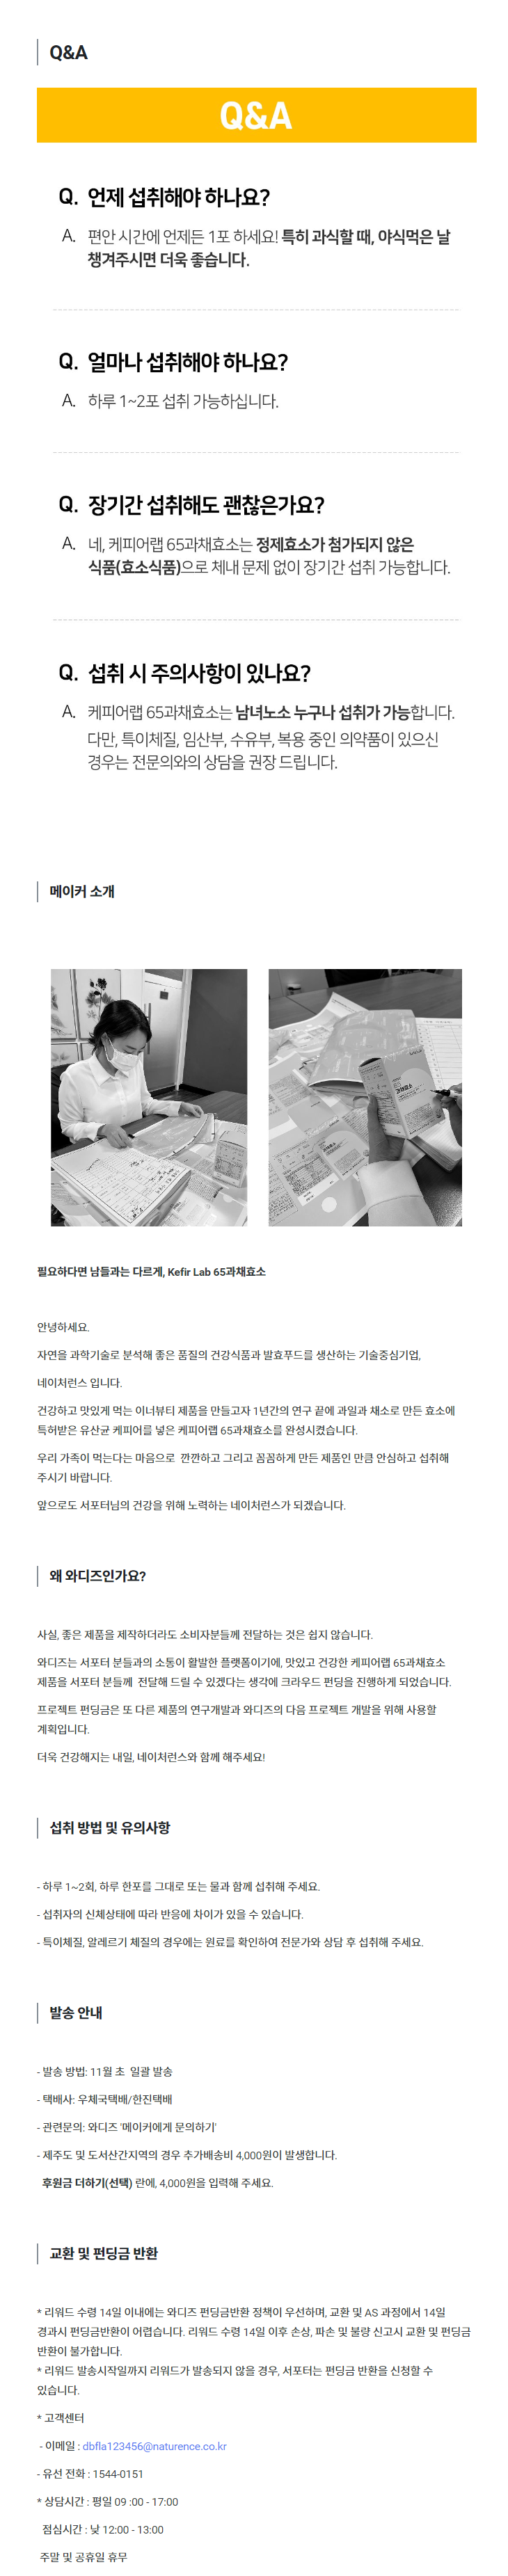 Q&A
Q&A
Q. 언제 섭취해야 하나요?
A. 편안 시간에 언제든 1포 하세요! 특히 과식할 때, 야식먹은 날
챙겨주시면 더욱 좋습니다.
Q. 얼마나 섭취해야 하나요?
A. 하루 1~2포 섭취 가능하십니다.
Q. 장기간 섭취해도 괜찮은가요?
A. 네, 케피어랩 65과채효소는 정제효소가 첨가되지 않은
식품(효소식품)으로 체내 문제 없이 장기간 섭취 가능합니다.
Q. 섭취 시 주의사항이 있나요?
A. 케피어랩 65과채효소는 남녀노소 누구나 섭취가 가능합니다.
다만, 특이체질, 임산부, 수유부, 복용 중인 의약품이 있으신
경우는 전문의와의 상담을 권장 드립니다.
메이커 소개
필요하다면 남들과는 다르게, Kefir Lab 65과채효소
안녕하세요.
자연을 과학기술로 분석해 좋은 품질의 건강식품과 발효푸드를 생산하는 기술중심기업,
네이처런스 입니다.
건강하고 맛있게 먹는 이너뷰티 제품을 만들고자 1년간의 연구 끝에 과일과 채소로 만든 효소에
특허받은 유산균 케피어를 넣은 케피어랩 65과채효소를 완성시켰습니다.
우리 가족이 먹는다는 마음으로 깐깐하고 그리고 꼼꼼하게 만든 제품인 만큼 안심하고 섭취해
주시기 바랍니다.
앞으로도 서포터님의 건강을 위해 노력하는 네이처런스가 되겠습니다.
왜 와디즈인가요?
사실, 좋은 제품을 제작하더라도 소비자분들께 전달하는 것은 쉽지 않습니다.
와디즈는 서포터 분들과의 소통이 활발한 플랫폼이기에, 맛있고 건강한 케피어랩 65과채효소
제품을 서포터 분들께 전달해 드릴 수 있겠다는 생각에 크라우드 펀딩을 진행하게 되었습니다.
프로젝트 펀딩금은 또 다른 제품의 연구개발과 와디즈의 다음 프로젝트 개발을 위해 사용할
계획입니다.
더욱 건강해지는 내일, 네이처런스와 함께 해주세요!
섭취 방법 및 유의사항
- 하루 1~2회, 하루 한포를 그대로 또는 물과 함께 섭취해 주세요.
- 섭취자의 신체상태에 따라 반응에 차이가 있을 수 있습니다.
- 특이체질, 알레르기 체질의 경우에는 원료를 확인하여 전문가와 상담 후 섭취해 주세요.
발송 안내
- 발송 방법: 11월 초 일괄 발송
- 택배사: 우체국택배/한진택배
- 관련문의: 와디즈 '메이커에게 문의하기'
- 제주도 및 도서산간지역의 경우 추가배송비 4,000원이 발생합니다.
후원금 더하기(선택) 란에, 4,000원을 입력해 주세요.
교환 및 펀딩금 반환
* 리워드 수령 14일 이내에는 와디즈 펀딩금반환 정책이 우선하며, 교환 및 AS 과정에서 14일
경과시 펀딩금반환이 어렵습니다. 리워드 수령 14일 이후 손상, 파손 및 불량 신고시 교환 및 펀딩금
반환이 불가합니다.
* 리워드 발송시작일까지 리워드가 발송되지 않을 경우, 서포터는 펀딩금 반환을 신청할 수
있습니다.
* 고객센터
- 이메일 : dbfla123456@naturence.co.kr
- 유선 전화 : 1544-0151
* 상담시간 : 평일 09 :00 - 17:00
점심시간 : 낮 12:00 - 13:00
주말 및 공휴일 휴무